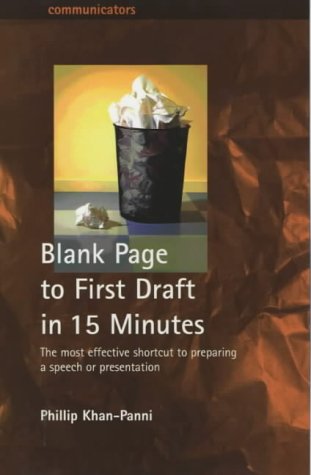 communicators
Blank Page
to First Draft
in 15 Minutes
The most effective shortcut to preparing
a speech or presentation
Phillip Khan-Panni